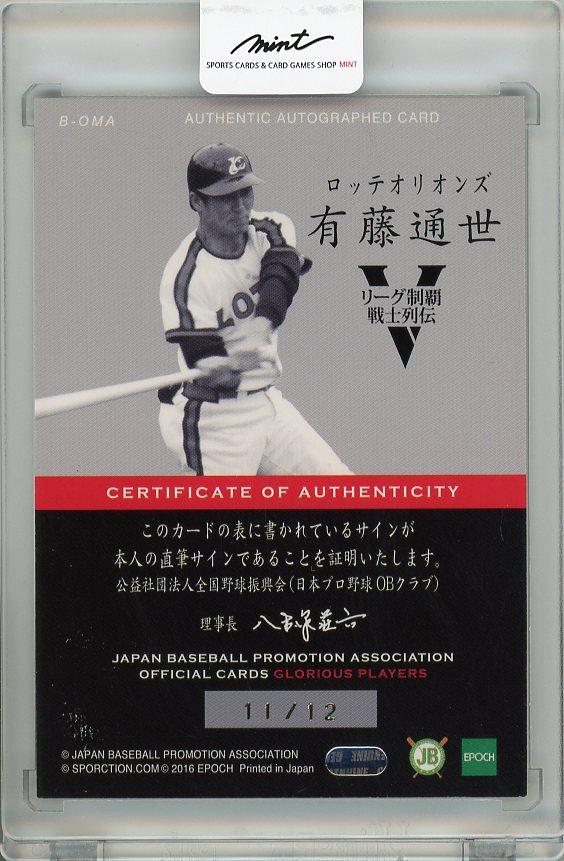 mint
SPORTS CARDS & CARD GAMES SHOP MINT
B-OMA AUTHENTIC AUTOGRAPHED CARD
ロッテオリオンズ
有藤通世
V
リーグ制覇
戦士列伝
LOT
CERTIFICATE OF AUTHENTICITY
このカードの表に書かれているサインが
本人の直筆サインであることを証明いたします。
公益社団法人全国野球振興会(日本プロ野球OBクラブ)
理事長 八木沢荘六
JAPAN BASEBALL PROMOTION ASSOCIATION
OFFICIAL CARDS GLORIOUS PLAYERS
11/12
© JAPAN BASEBALL PROMOTION ASSOCIATION
© SPORCTION.COM © 2016 EPOCH Printed in Japan
JB
EPOCH